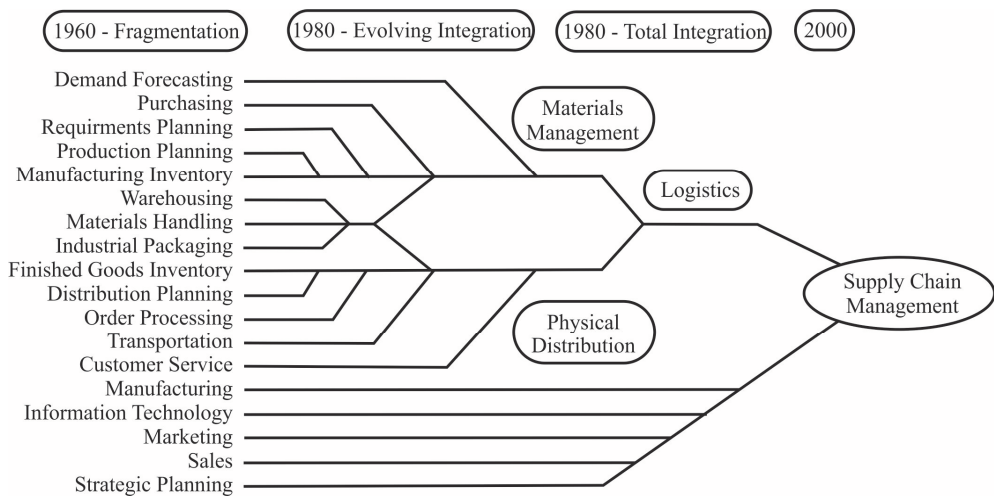 1960 - Fragmentation
1980 - Evolving Integration
1980 - Total Integration
2000
Demand Forecasting
Purchasing
Requirments Planning
Production Planning
Manufacturing Inventory
Warehousing
Materials Handling
Industrial Packaging
Finished Goods Inventory
Distribution Planning
Order Processing
Transportation
Customer Service
Manufacturing
Information Technology
Marketing
Sales
Strategic Planning
Materials
Management
Logistics
Physical
Distribution
Supply Chain
Management